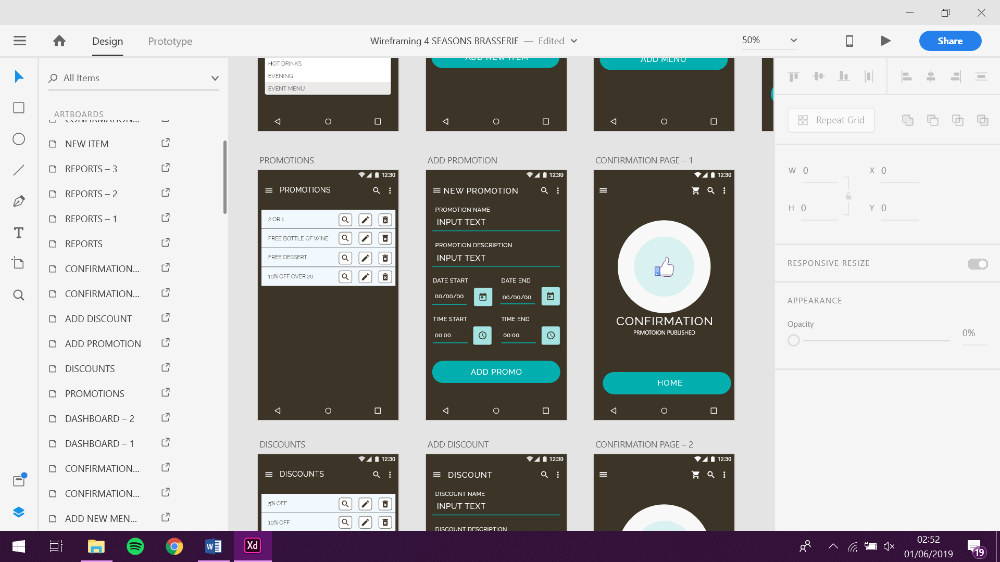 Design
Prototype
Wireframing 4 SEASONS BRASSERIE — Edited
50%
Share
All Items
ARTBOARDS
CONFIRMATION...
NEW ITEM
REPORTS – 3
REPORTS – 2
REPORTS – 1
REPORTS
CONFIRMATION...
CONFIRMATION...
ADD DISCOUNT
ADD PROMOTION
DISCOUNTS
PROMOTIONS
DASHBOARD – 2
DASHBOARD – 1
CONFIRMATION...
CONFIRMATION...
ADD NEW MEN...
HOT DRINKS
EVENING
EVENT MENU
ADD NEW ITEM
ADD MENU
PROMOTIONS
12:30
PROMOTIONS
2 OR 1
FREE BOTTLE OF WINE
FREE DESSERT
10% OFF OVER 20
ADD PROMOTION
12:30
NEW PROMOTION
PROMOTION NAME
INPUT TEXT
PROMOTION DESCRIPTION
INPUT TEXT
DATE START
DATE END
00/00/00
00/00/00
TIME START
TIME END
00:00
00:00
ADD PROMO
CONFIRMATION PAGE – 1
12:30
CONFIRMATION
PRMOTOION PUBLISHED
HOME
DISCOUNTS
12:30
DISCOUNTS
5% OFF
10% OFF
ADD DISCOUNT
12:30
DISCOUNT
DISCOUNT NAME
INPUT TEXT
DISCOUNT DESCRIPTION
CONFIRMATION PAGE – 2
12:30
Repeat Grid
W 0
X 0
H 0
Y 0
RESPONSIVE RESIZE
APPEARANCE
Opacity
0%
Xd
02:52
01/06/2019
19